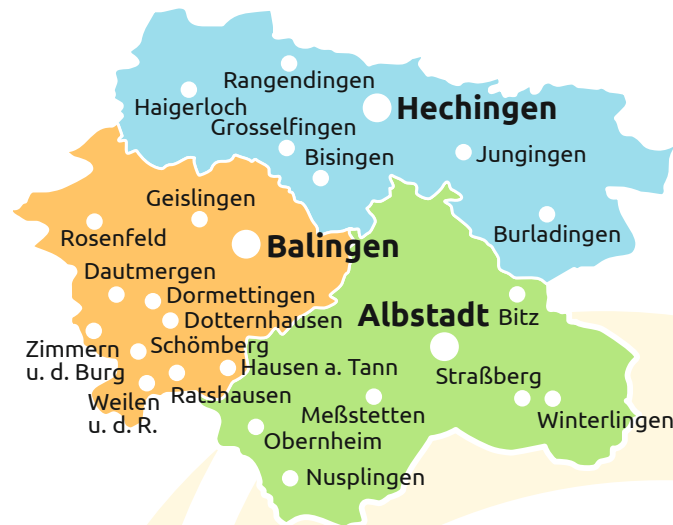 Rangendingen
Haigerloch
Hechingen
Grosselfingen
Bisingen
Jungingen
Geislingen
Rosenfeld
Balingen
Burladingen
Dautmergen
Dormettingen
Dotternhausen
Albstadt
Bitz
Zimmern
u. d. Burg
Schömberg
Hausen a. Tann
Straßberg
Weilen
u. d. R.
Ratshausen
Meßstetten
Winterlingen
Obernheim
Nusplingen